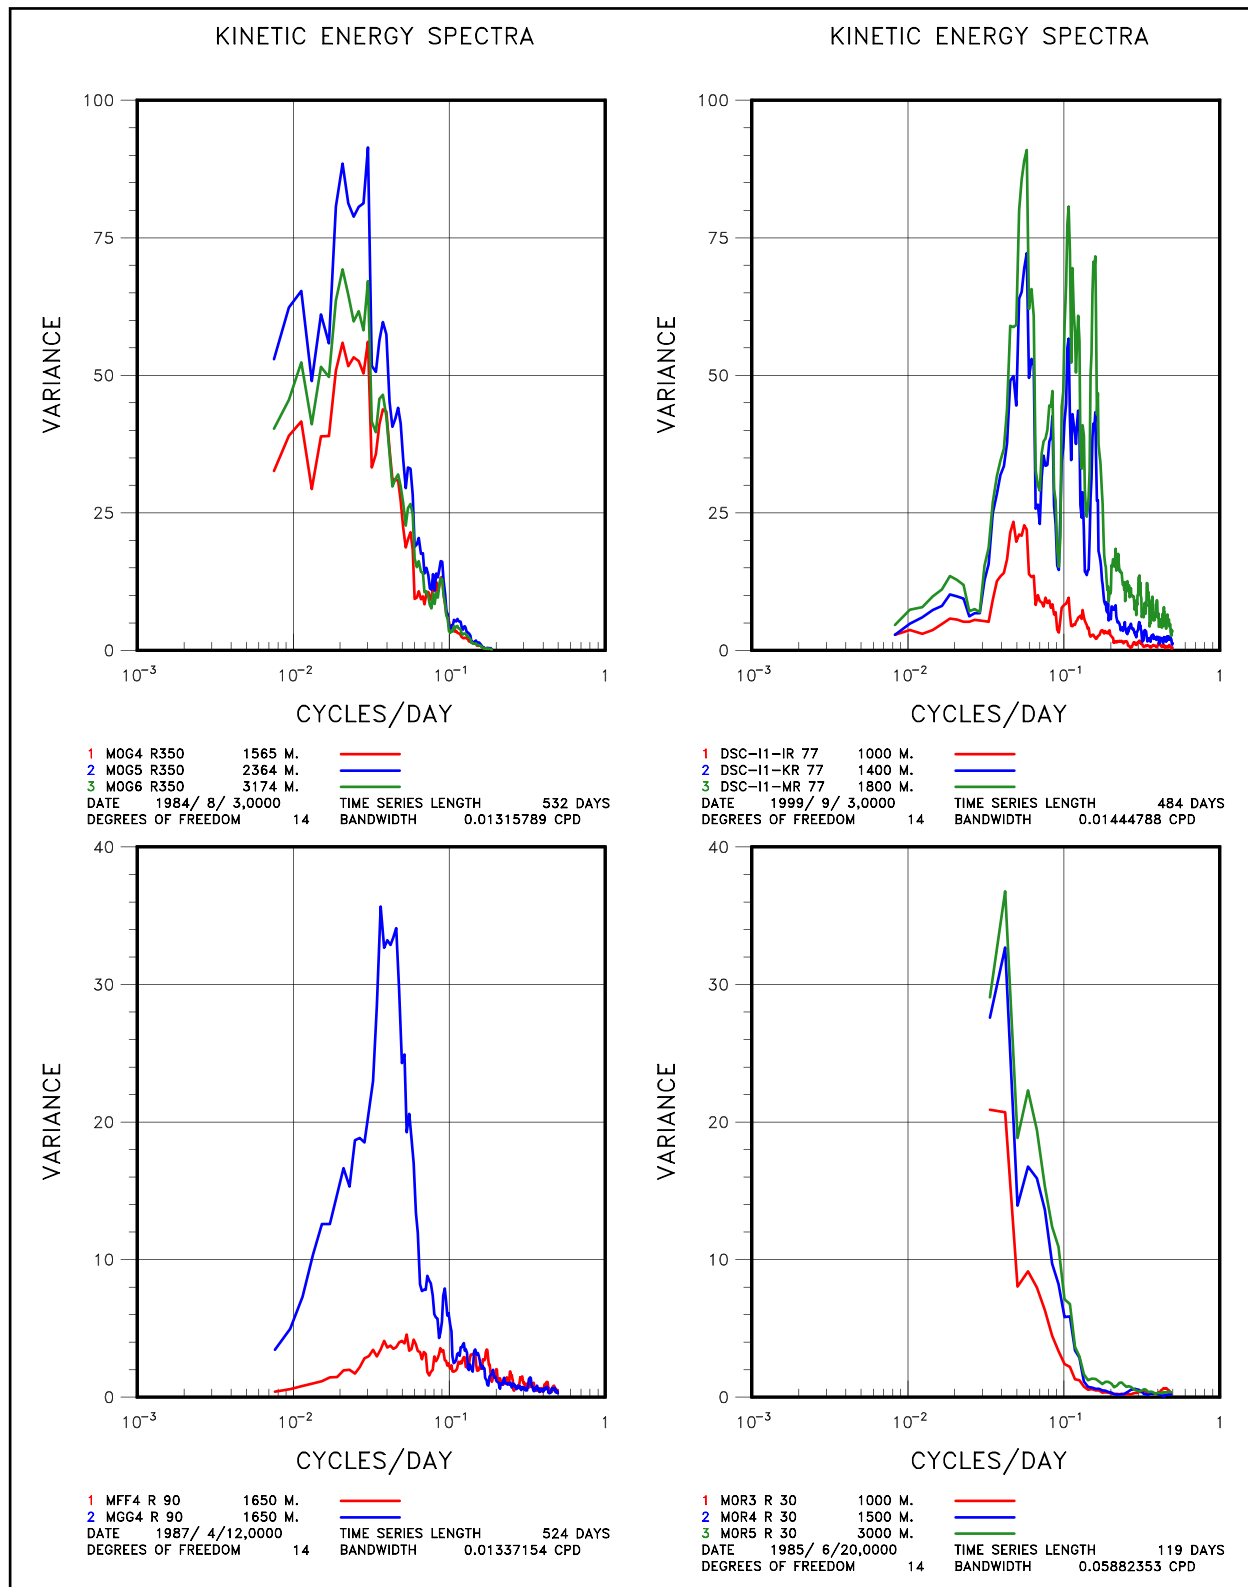 KINETIC ENERGY SPECTRA
100
75
50
25
0
VARIANCE
10-3
10-2
10-1
1
CYCLES/DAY
1 MOG4 R350 1565 M.
2 MOG5 R350 2364 M.
3 MOG6 R350 3174 M.
DATE 1984/ 8/ 3,0000 TIME SERIES LENGTH 532 DAYS
DEGREES OF FREEDOM 14 BANDWIDTH 0.01315789 CPD
KINETIC ENERGY SPECTRA
100
75
50
25
0
VARIANCE
10-3
10-2
10-1
1
CYCLES/DAY
1 DSC-I1-IR 77 1000 M.
2 DSC-I1-KR 77 1400 M.
3 DSC-I1-MR 77 1800 M.
DATE 1999/ 9/ 3,0000 TIME SERIES LENGTH 484 DAYS
DEGREES OF FREEDOM 14 BANDWIDTH 0.01444788 CPD
40
30
20
10
0
VARIANCE
10-3
10-2
10-1
1
CYCLES/DAY
1 MFF4 R 90 1650 M.
2 MGG4 R 90 1650 M.
DATE 1987/ 4/12,0000 TIME SERIES LENGTH 524 DAYS
DEGREES OF FREEDOM 14 BANDWIDTH 0.01337154 CPD
40
30
20
10
0
VARIANCE
10-3
10-2
10-1
1
CYCLES/DAY
1 MOR3 R 30 1000 M.
2 MOR4 R 30 1500 M.
3 MOR5 R 30 3000 M.
DATE 1985/ 6/20,0000 TIME SERIES LENGTH 119 DAYS
DEGREES OF FREEDOM 14 BANDWIDTH 0.05882353 CPD